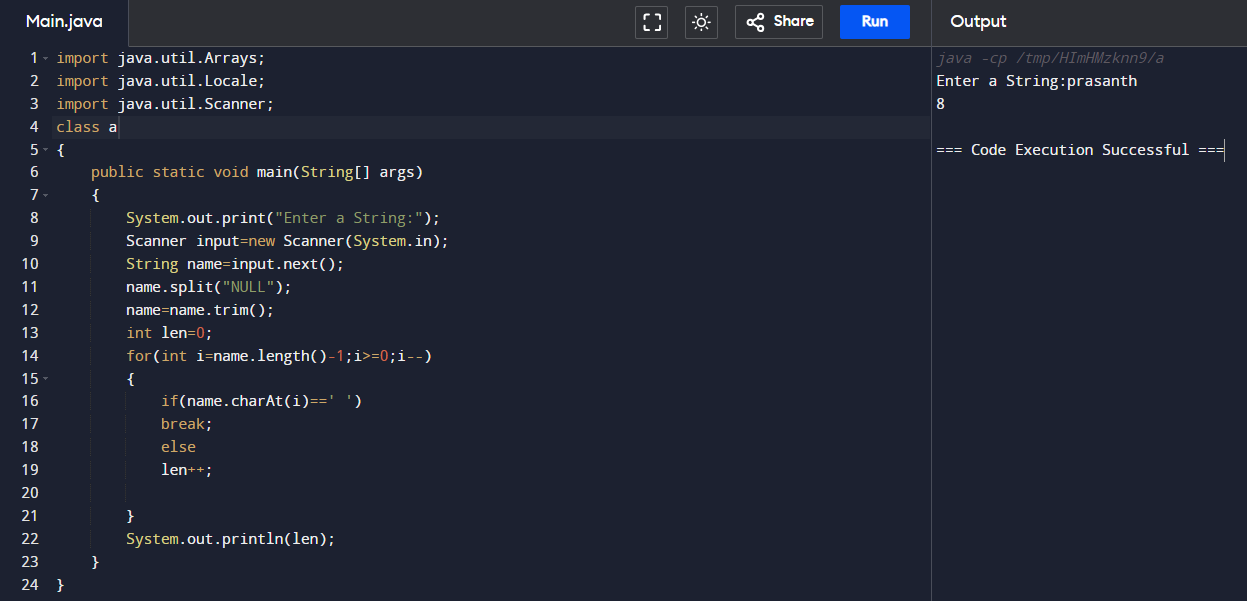 Main.java
Share
Run
Output
1 import java.util.Arrays;
2 import java.util.Locale;
3 import java.util.Scanner;
4 class a
5 {
6 public static void main(String[] args)
7 {
8 System.out.print("Enter a String:");
9 Scanner input=new Scanner(System.in);
10 String name=input.next();
11 name.split("NULL");
12 name=name.trim();
13 int len=0;
14 for(int i=name.length()-1;i>=0;i--)
15 {
16 if(name.charAt(i)==' ')
17 break;
18 else
19 len++;
20
21 }
22 System.out.println(len);
23 }
24 }
java -cp /tmp/HImHMzknn9/a
Enter a String:prasanth
8
=== Code Execution Successful ===